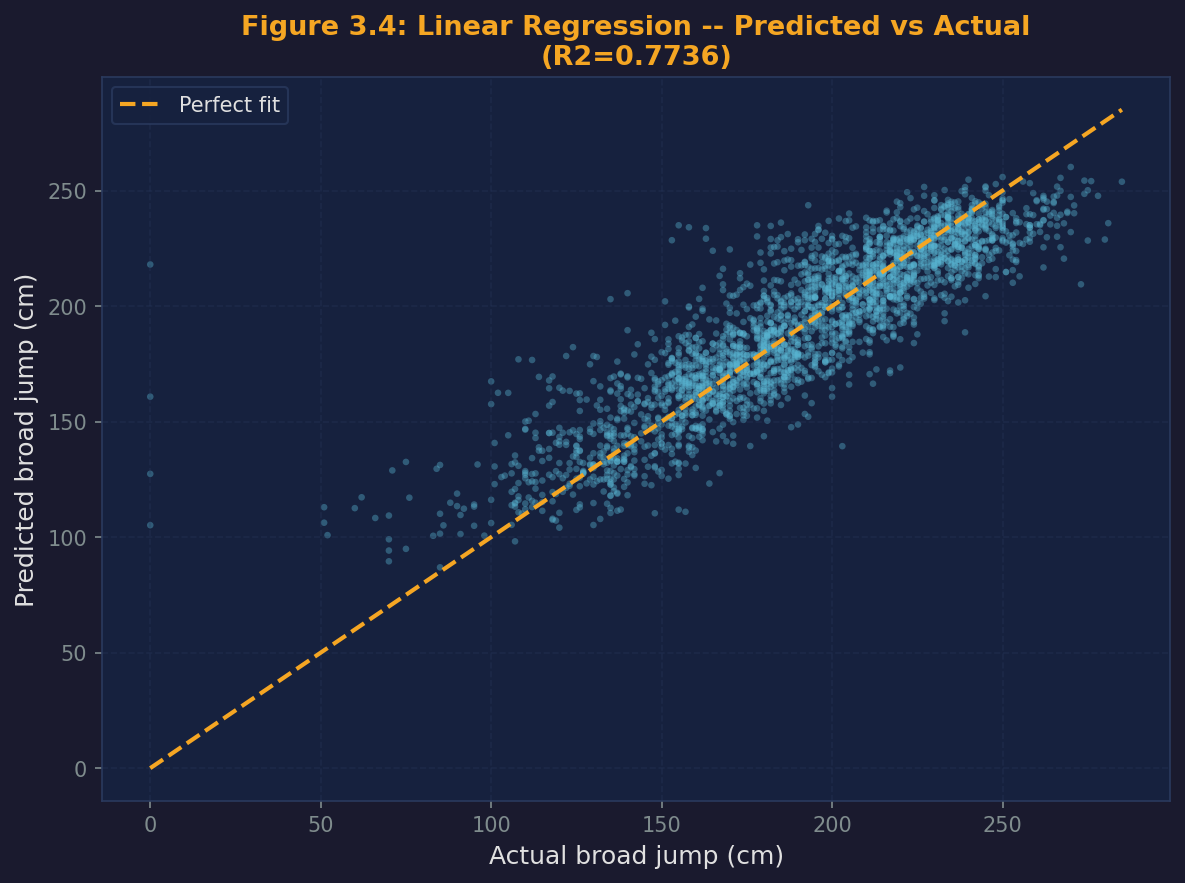 Figure 3.4: Linear Regression -- Predicted vs Actual
(R2=0.7736)
Perfect fit
Predicted broad jump (cm)
250
200
150
100
50
0
0
50
100
150
200
250
Actual broad jump (cm)